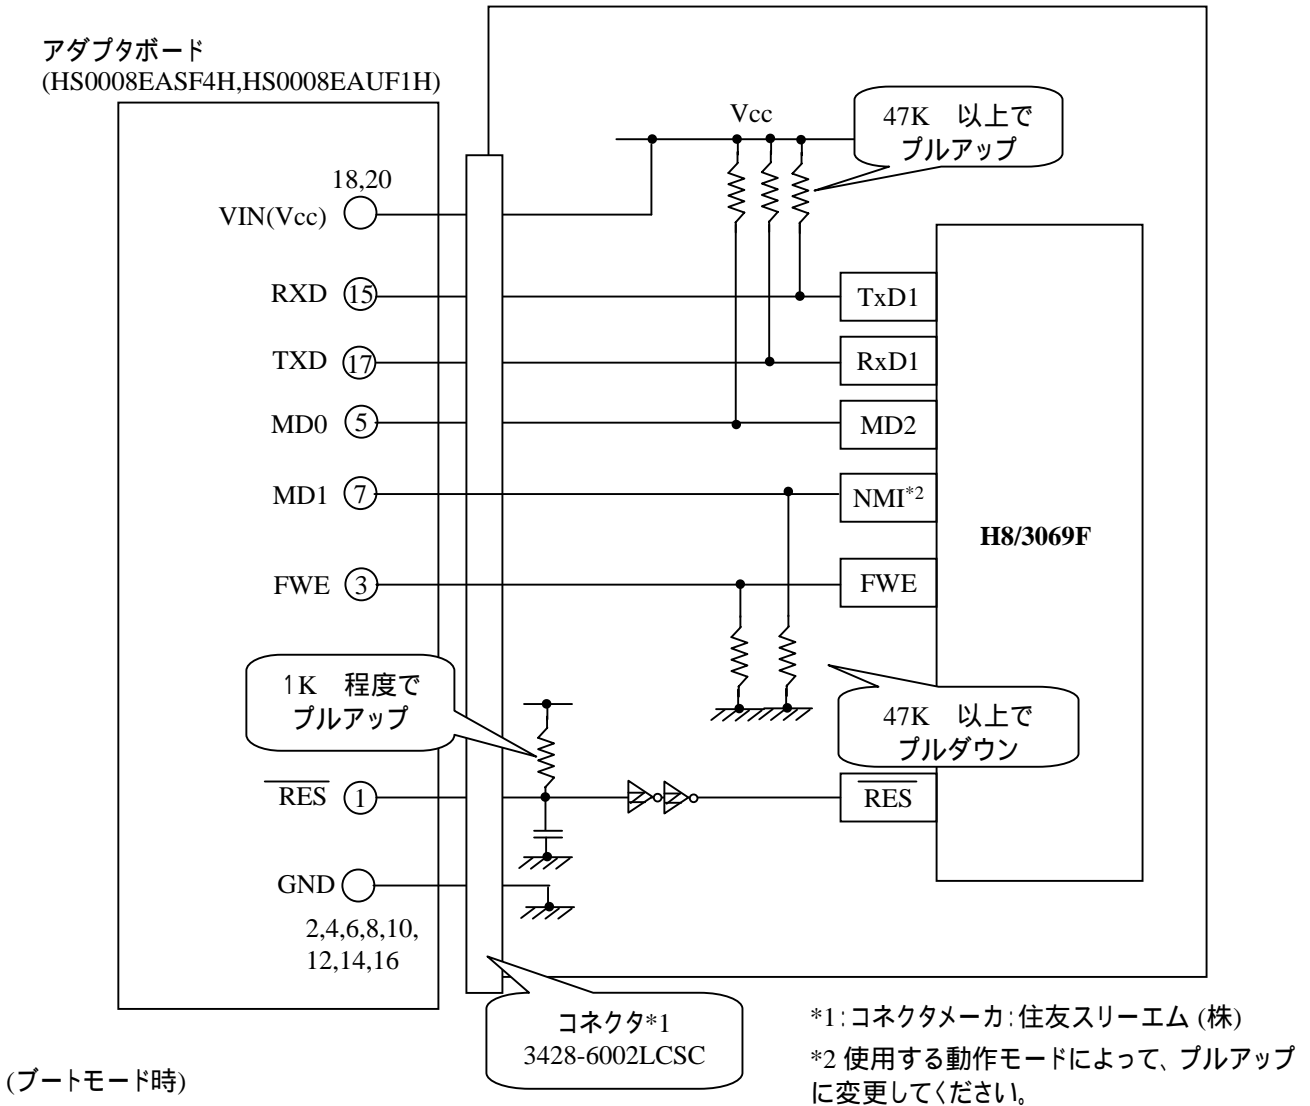 アダプタボード
(HS0008EASF4H,HS0008EAUF1H)
Vcc
47K 以上で
プルアップ
18,20
VIN(Vcc)
RXD 15
TxD1
TXD 17
RxD1
MD0 5
MD2
MD1 7
NMI*2
H8/3069F
FWE 3
FWE
1K 程度で
プルアップ
47K 以上で
プルダウン
RES 1
RES
GND
2,4,6,8,10,
12,14,16
コネクタ*1
3428-6002LCSC
*1:コネクタメーカ:住友スリーエム(株)
*2 使用する動作モードによって、プルアップ
に変更してください。
(ブートモード時)